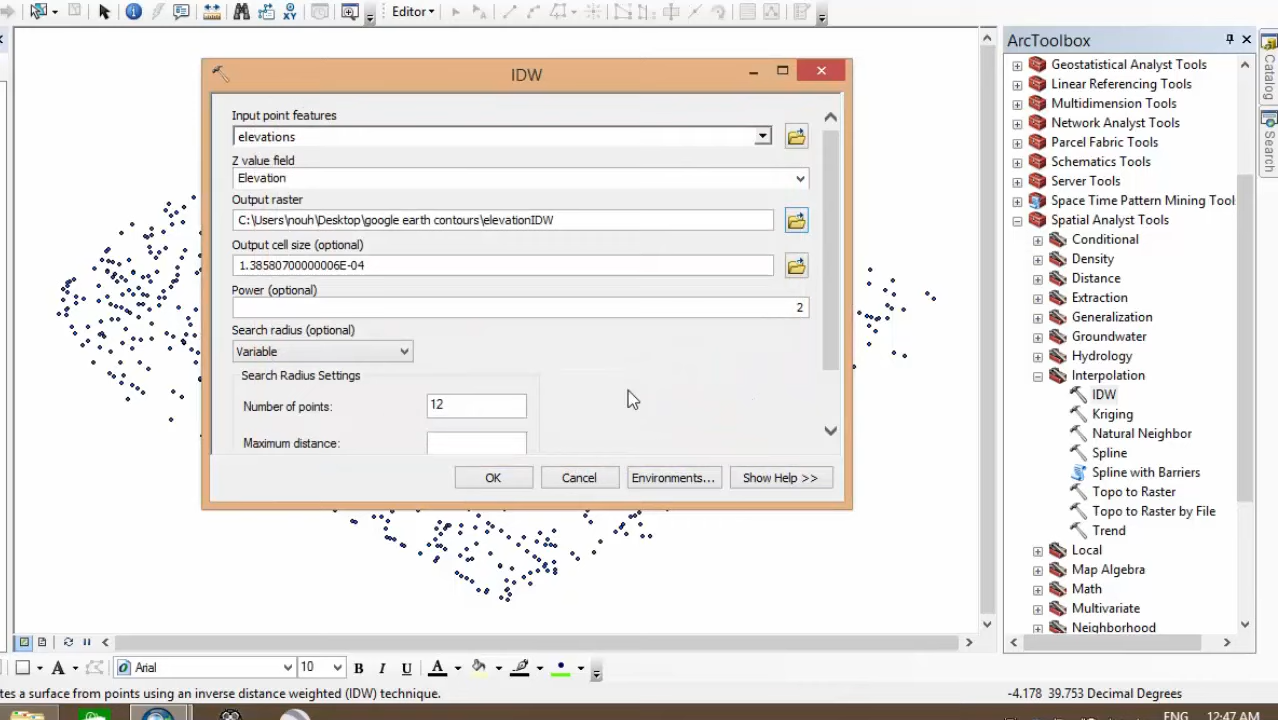 Editor
IDW
Input point features
elevations
Z value field
Elevation
Output raster
C:\Users\nouh\Desktop\google earth contours\elevationIDW
Output cell size (optional)
1.38580700000006E-04
Power (optional)
2
Search radius (optional)
Variable
Search Radius Settings
Number of points:
12
Maximum distance:
OK
Cancel
Environments...
Show Help >>
ArcToolbox
Geostatistical Analyst Tools
Linear Referencing Tools
Multidimension Tools
Network Analyst Tools
Parcel Fabric Tools
Schematics Tools
Server Tools
Space Time Pattern Mining Tool
Spatial Analyst Tools
Conditional
Density
Distance
Extraction
Generalization
Groundwater
Hydrology
Interpolation
IDW
Kriging
Natural Neighbor
Spline
Spline with Barriers
Topo to Raster
Topo to Raster by File
Trend
Local
Map Algebra
Math
Multivariate
Neighborhood
Catalog
Search
Arial
10
B I U A
tes a surface from points using an inverse distance weighted (IDW) technique.
-4.178 39.753 Decimal Degrees
ENG
12:47 AM